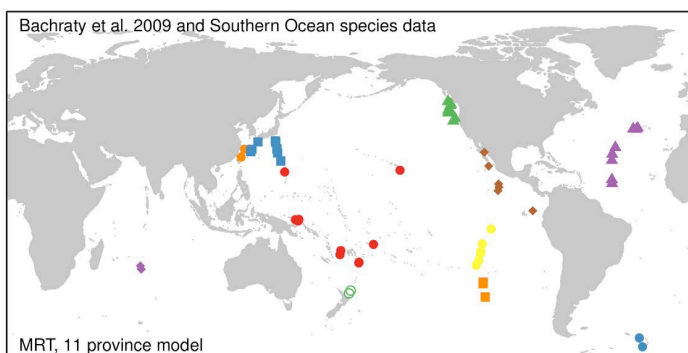 Bachraty et al. 2009 and Southern Ocean species data
MRT, 11 province model